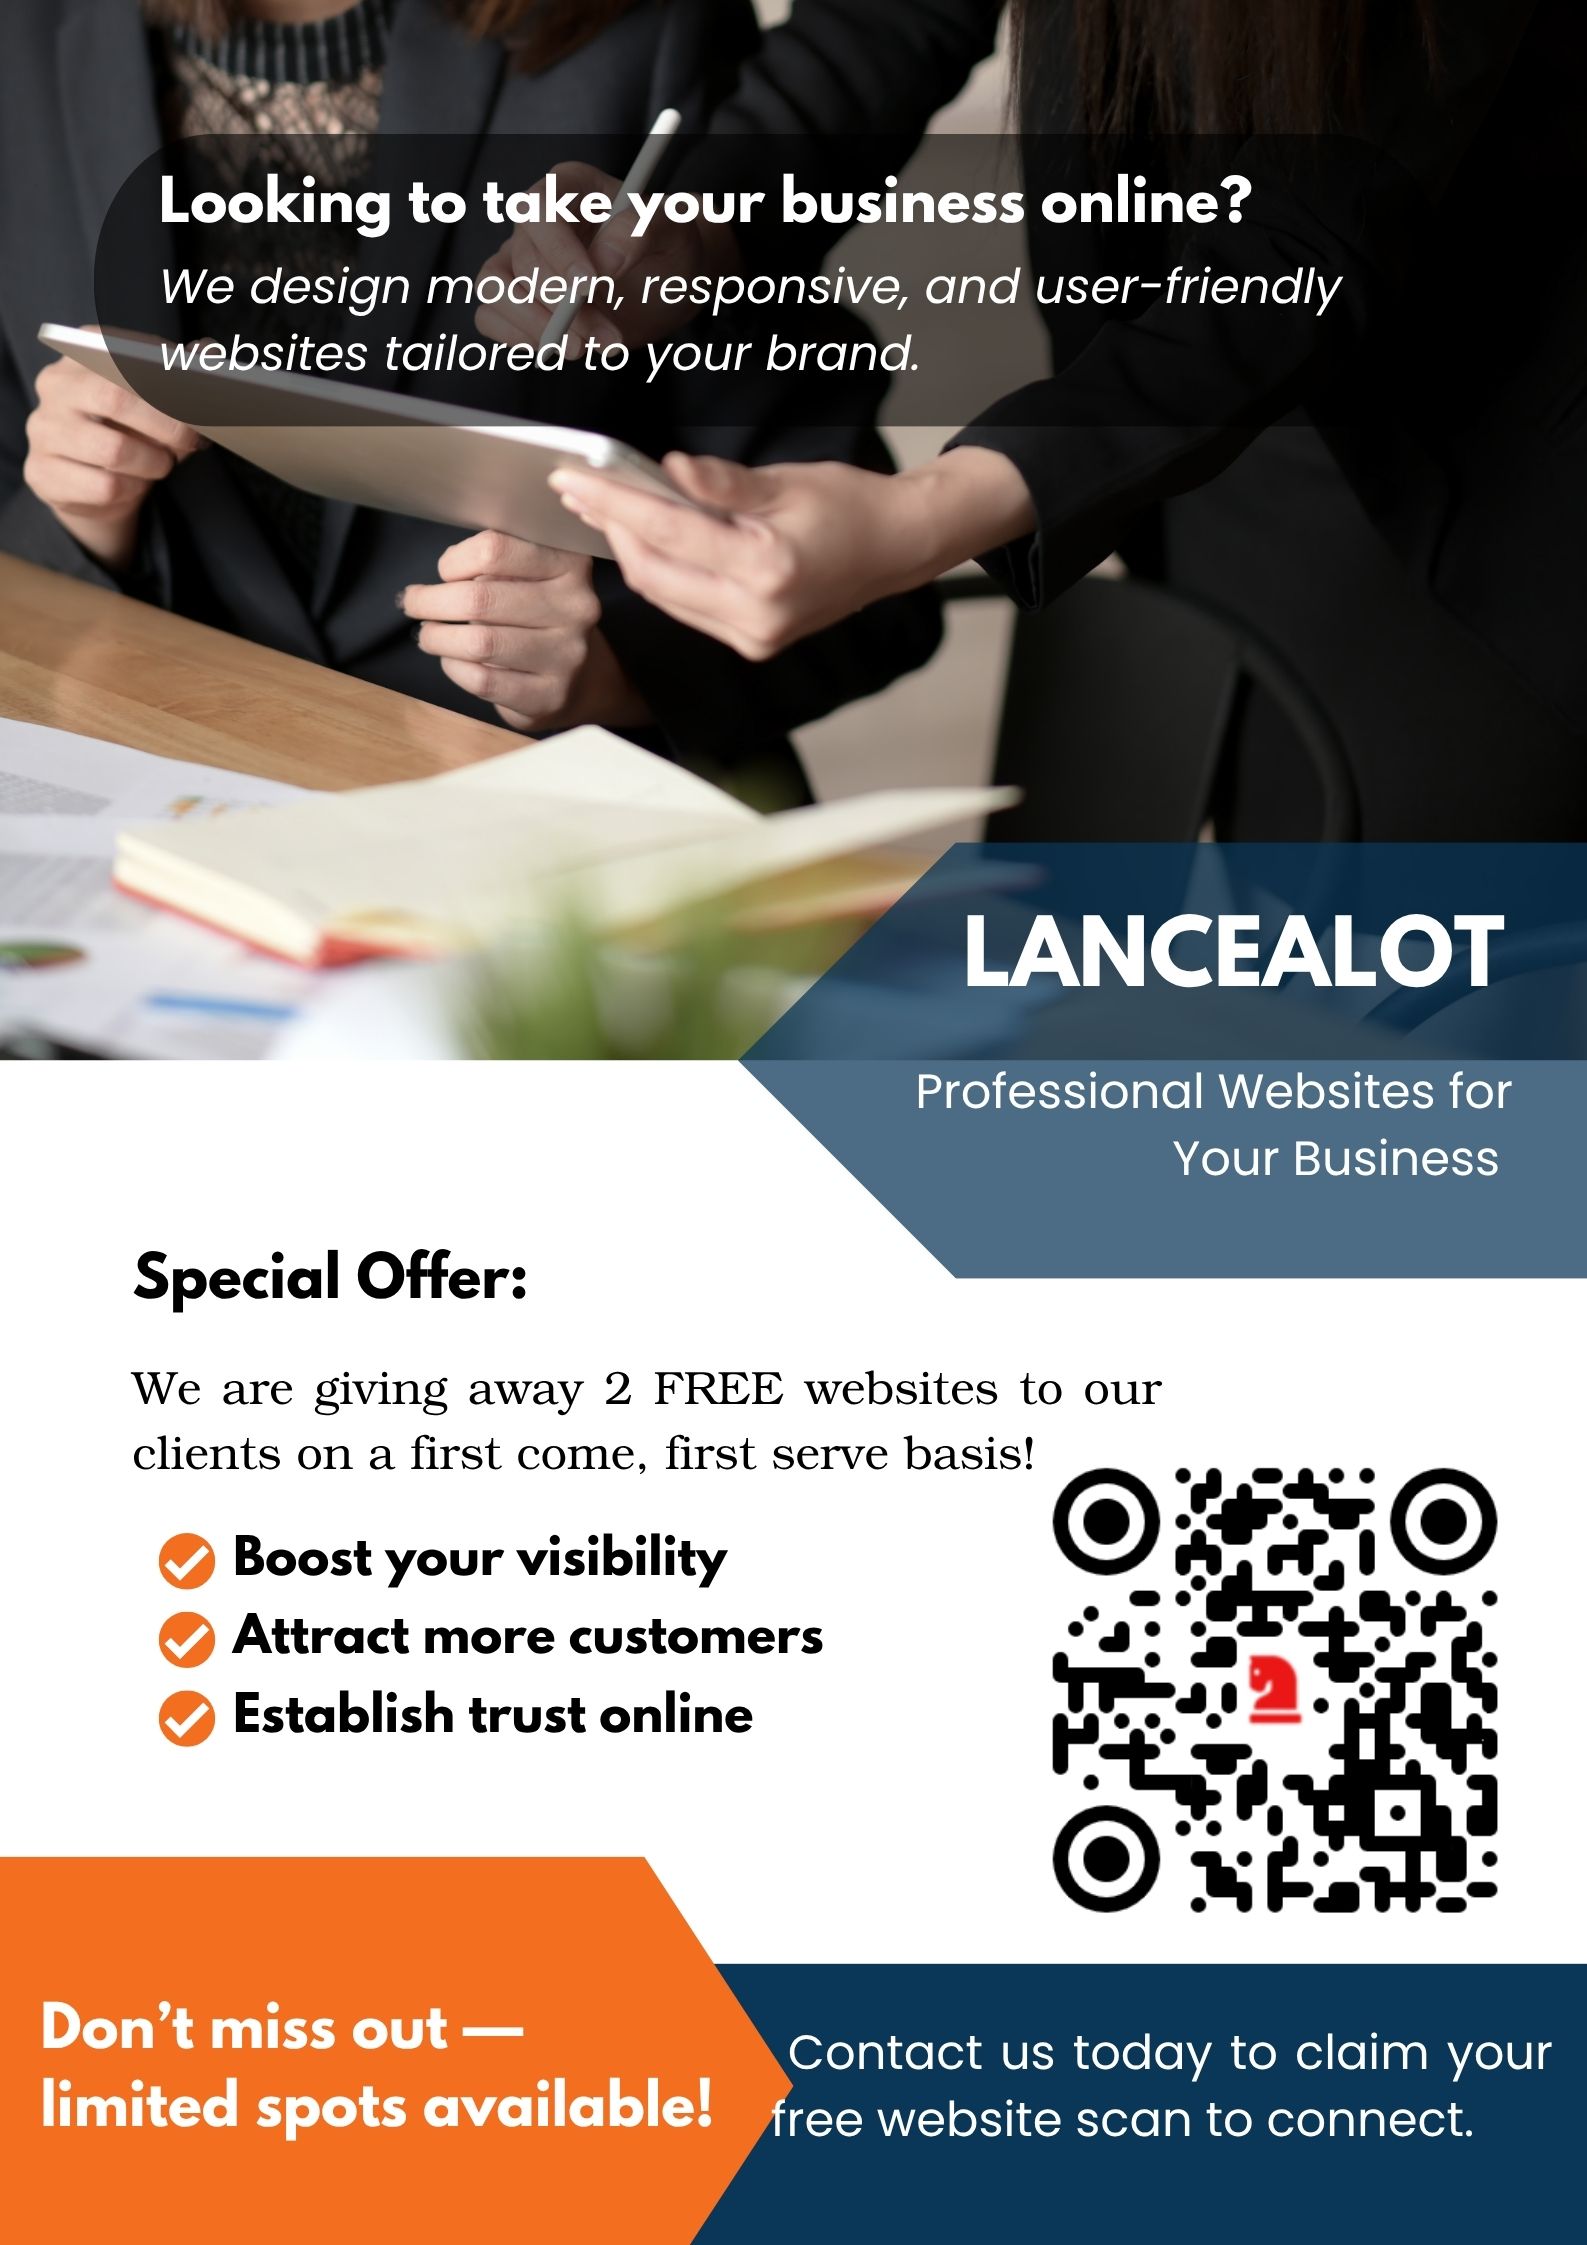 Looking to take your business online?
We design modern, responsive, and user-friendly
websites tailored to your brand.
LANCEALOT
Professional Websites for
Your Business
Special Offer:
We are giving away 2 FREE websites to our
clients on a first come, first serve basis!
Boost your visibility
Attract more customers
Establish trust online
Don’t miss out —
limited spots available!
Contact us today to claim your
free website scan to connect.